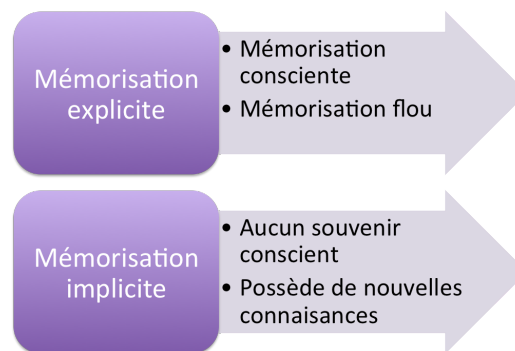 Mémorisation
explicite
• Mémorisation
consciente
• Mémorisation flou
Mémorisation
implicite
• Aucun souvenir
conscient
• Possède de nouvelles
connaisances